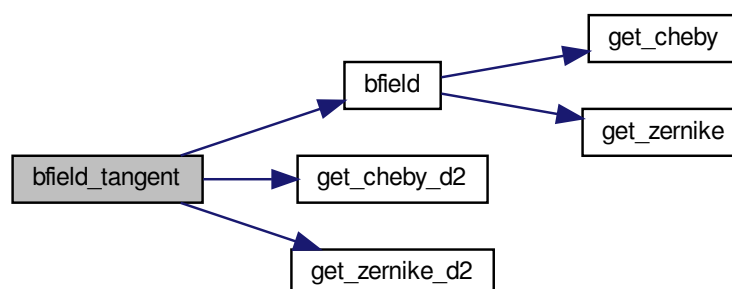 get_cheby
bfield
get_zernike
bfield_tangent
get_cheby_d2
get_zernike_d2